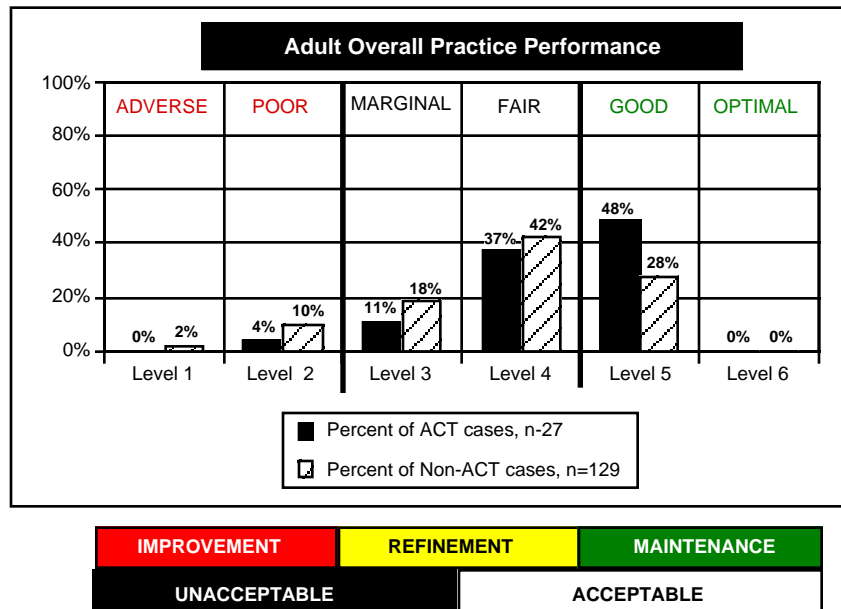 Adult Overall Practice Performance
100%
ADVERSE POOR MARGINAL FAIR GOOD OPTIMAL
80%
60%
48%
42%
40%
37%
28%
20%
18%
11%
10%
4%
0% 2%
0% 0%
0%
Level 1 Level 2 Level 3 Level 4 Level 5 Level 6
Percent of ACT cases, n-27
Percent of Non-ACT cases, n=129
IMPROVEMENT REFINEMENT MAINTENANCE
UNACCEPTABLE ACCEPTABLE